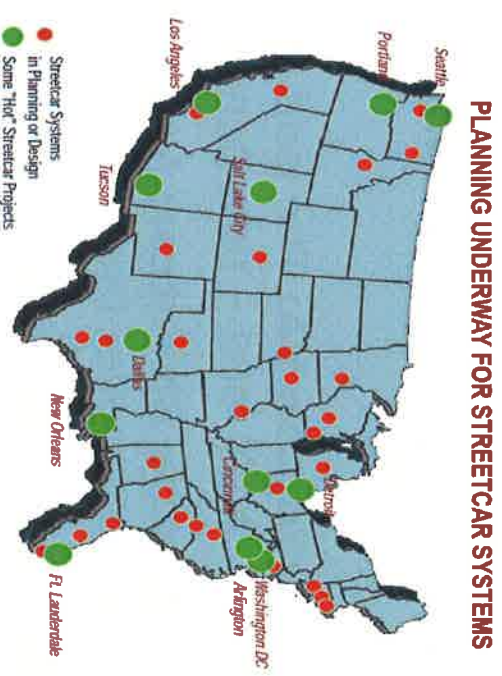 PLANNING UNDERWAY FOR STREETCAR SYSTEMS
Seattle
Portland
Salt Lake City
Los Angeles
Tucson
Dallas
New Orleans
Detroit
Cincinnati
Washington DC
Arlington
Ft. Lauderdale
Streetcar Systems
in Planning or Design
Some "Hot" Streetcar Projects